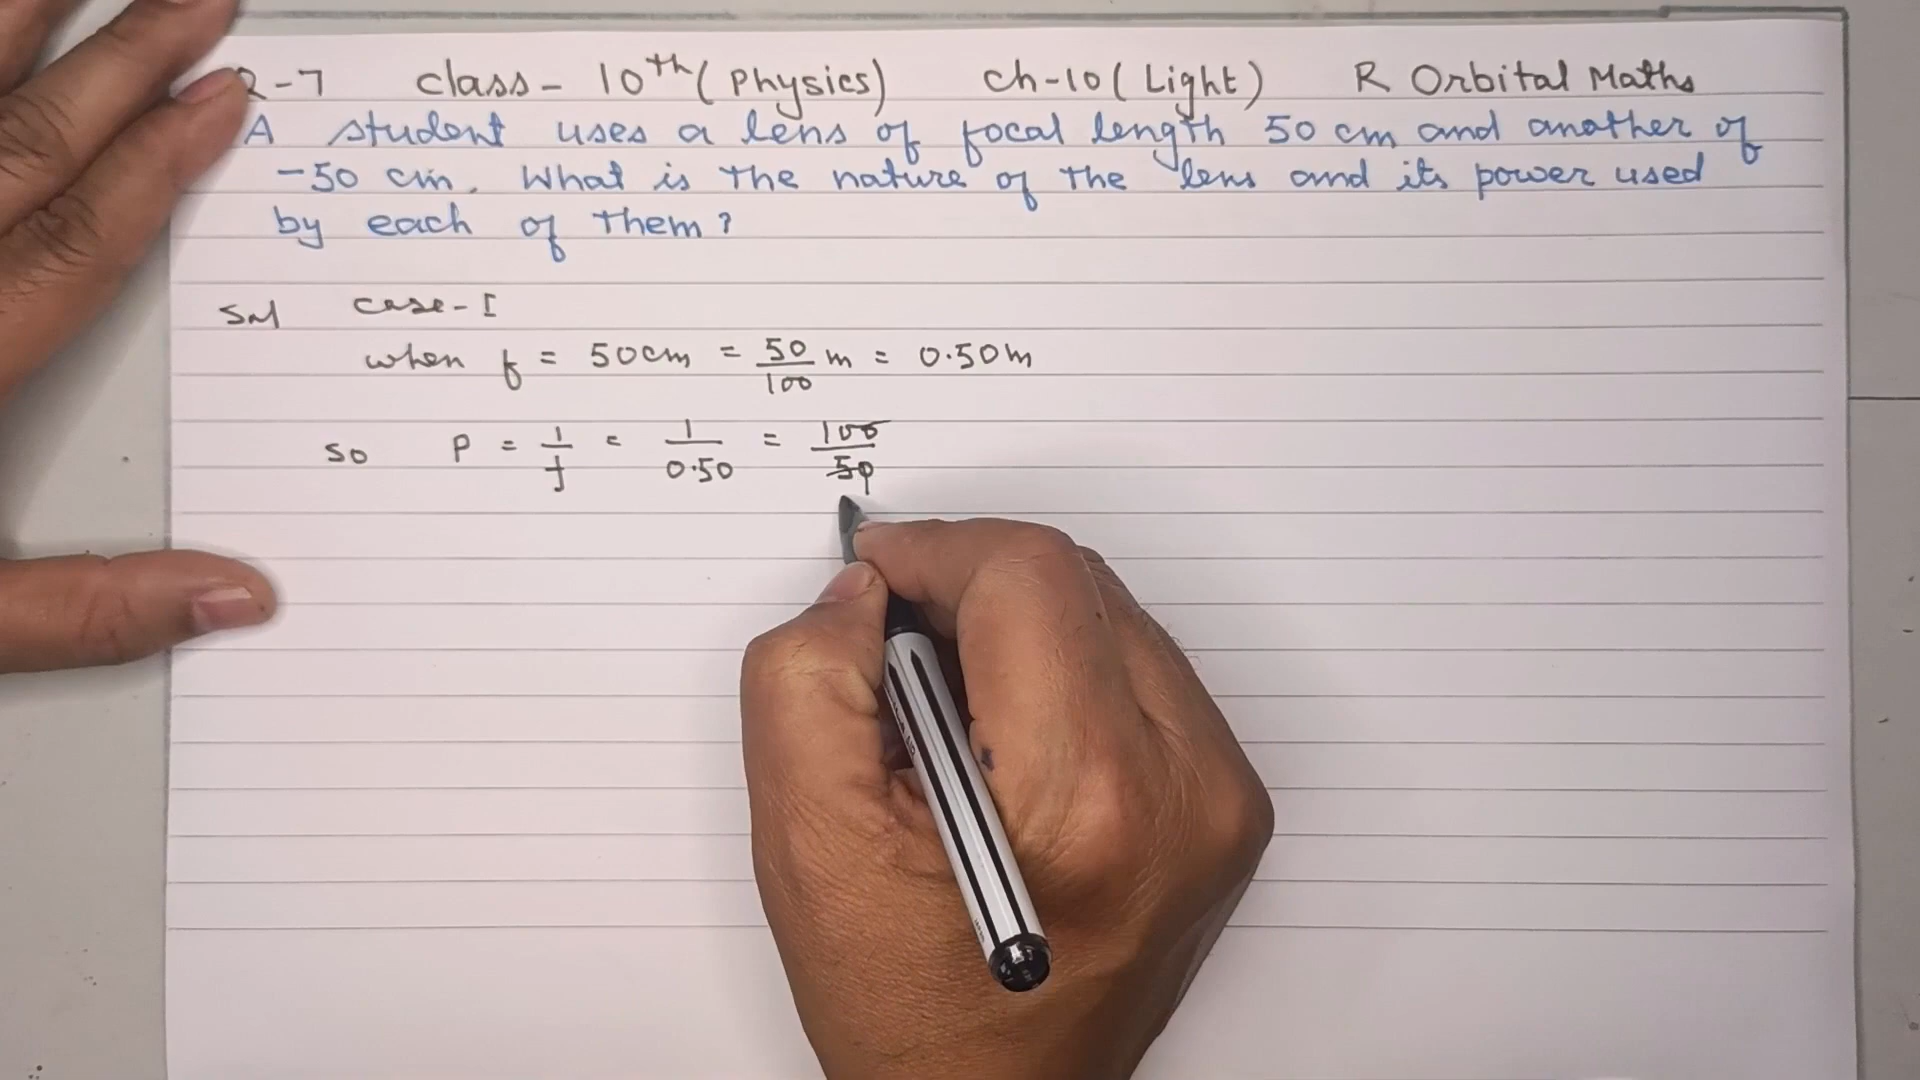 Q-7 class- 10th (Physics) Ch-10 (Light) R Orbital Maths
A student uses a lens of focal length 50 cm and another of
-50 cm. What is the nature of the lens and its power used
by each of them?
Sol case-I
when f = 50cm = 50/100 m = 0.50m
so P = 1/f = 1/0.50 = 100/50